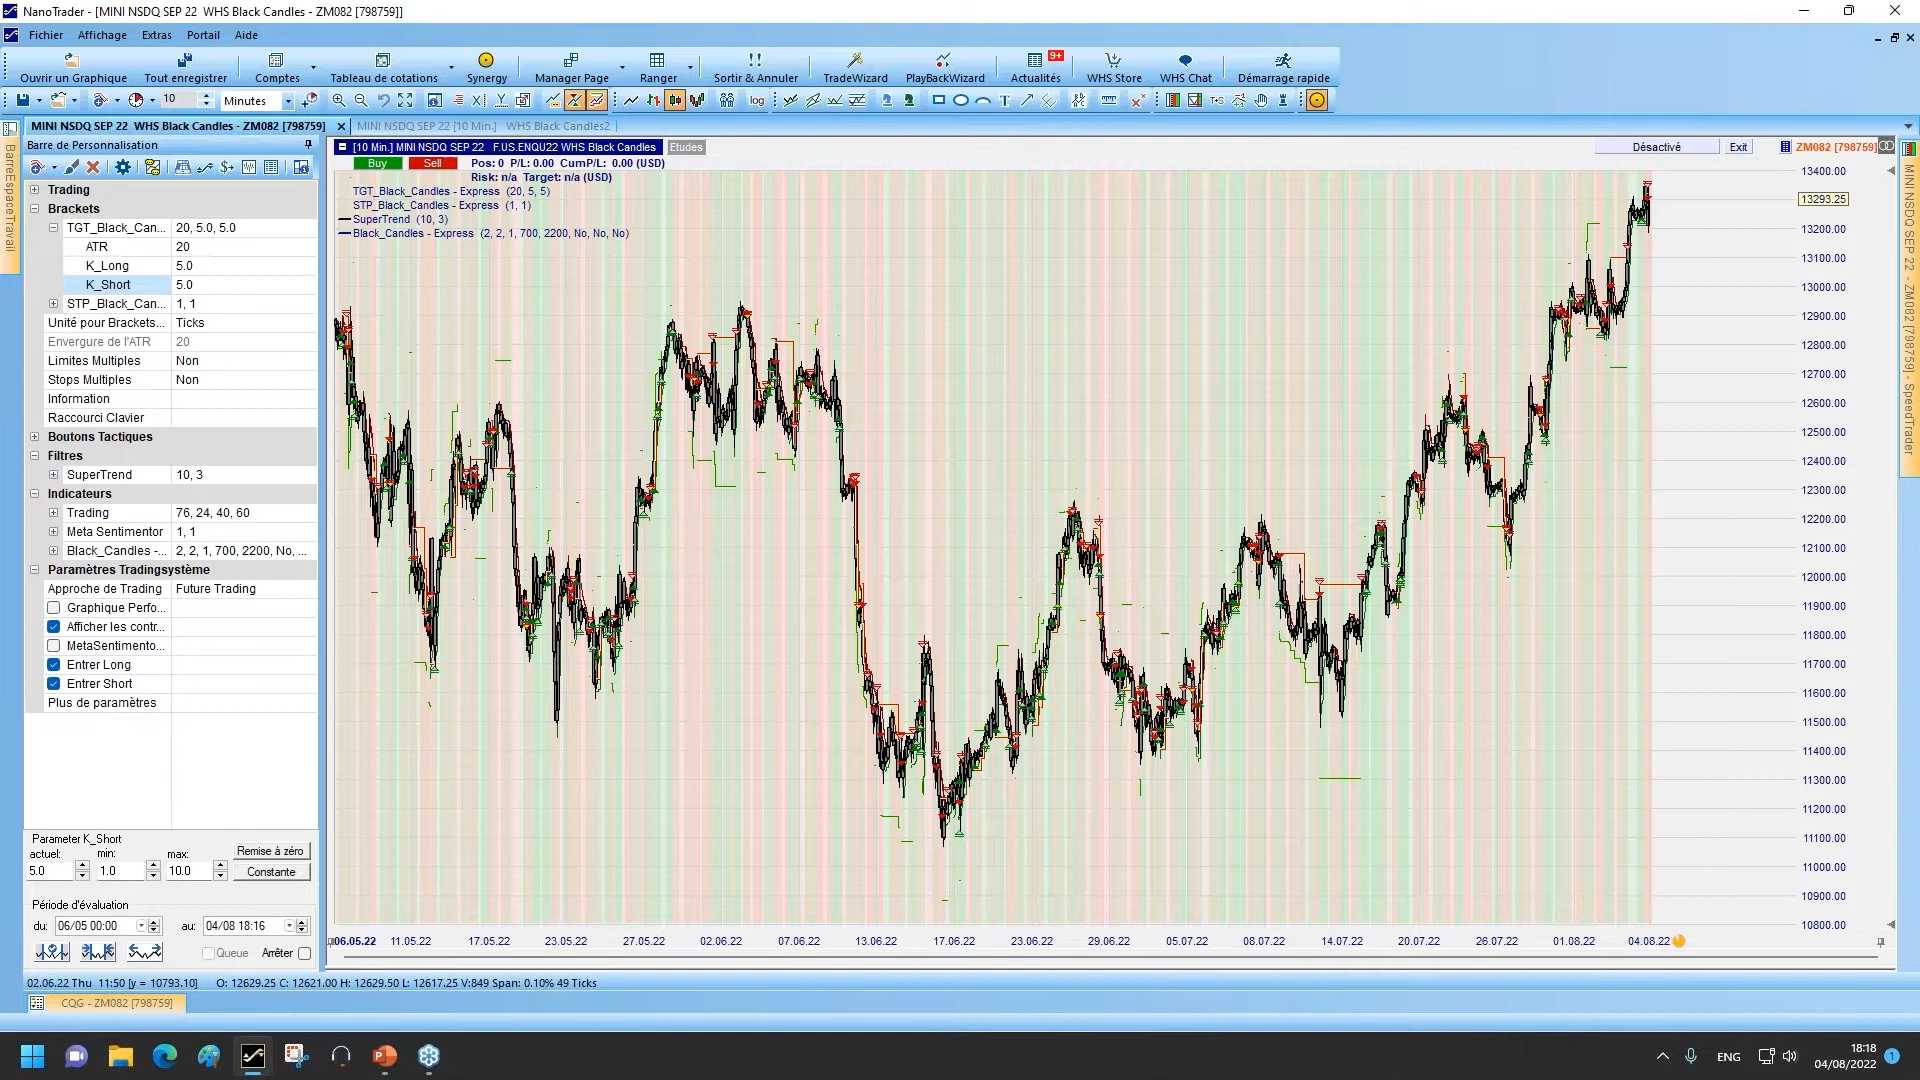 NanoTrader - [MINI NSDQ SEP 22  WHS Black Candles - ZM082 [798759]]
Fichier Affichage Extras Portail Aide
Ouvrir un Graphique Tout enregistrer Comptes Tableau de cotations Synergy Manager Page Ranger Sortir & Annuler TradeWizard PlayBackWizard 9+ Actualités WHS Store WHS Chat Démarrage rapide
10 Minutes log T T+S
MINI NSDQ SEP 22  WHS Black Candles - ZM082 [798759] MINI NSDQ SEP 22 [10 Min.]  WHS Black Candles2
Barre de Personnalisation
BarreEspaceTravail
Trading
Brackets
TGT_Black_Can... 20, 5.0, 5.0
ATR 20
K_Long 5.0
K_Short 5.0
STP_Black_Can... 1, 1
Unité pour Brackets... Ticks
Envergure de l'ATR 20
Limites Multiples Non
Stops Multiples Non
Information
Raccourci Clavier
Boutons Tactiques
Filtres
SuperTrend 10, 3
Indicateurs
Trading 76, 24, 40, 60
Meta Sentimentor 1, 1
Black_Candles -... 2, 2, 1, 700, 2200, No, ...
Paramètres Tradingsystème
Approche de Trading Future Trading
Graphique Perfo...
Afficher les contr...
MetaSentimento...
Entrer Long
Entrer Short
Plus de paramètres
Parameter K_Short
actuel: min: max: Remise à zéro
5.0 1.0 10.0 Constante
Période d'évaluation
du: 06/05 00:00 au: 04/08 18:16
Queue Arrêter
[10 Min.] MINI NSDQ SEP 22  F.US.ENQU22 WHS Black Candles Etudes Désactivé Exit ZM082 [798759]
Buy Sell Pos: 0  P/L: 0.00  CumP/L:  0.00 (USD)
Risk: n/a  Target: n/a (USD)
TGT_Black_Candles - Express  (20, 5, 5)
STP_Black_Candles - Express  (1, 1)
SuperTrend  (10, 3)
Black_Candles - Express  (2, 2, 1, 700, 2200, No, No, No)
13400.00
13293.25
13200.00
13100.00
13000.00
12900.00
12800.00
12700.00
12600.00
12500.00
12400.00
12300.00
12200.00
12100.00
12000.00
11900.00
11800.00
11700.00
11600.00
11500.00
11400.00
11300.00
11200.00
11100.00
11000.00
10900.00
10800.00
06.05.22 11.05.22 17.05.22 23.05.22 27.05.22 02.06.22 07.06.22 13.06.22 17.06.22 23.06.22 29.06.22 05.07.22 08.07.22 14.07.22 20.07.22 26.07.22 01.08.22 04.08.22
MINI NSDQ SEP 22 - ZM082 [798759] - SpeedTrader
02.06.22 Thu  11:50 [y = 10793.10] O: 12629.25 C: 12621.00 H: 12629.50 L: 12617.25 V:849 Span: 0.10% 49 Ticks
CQG - ZM082 [798759]
ENG 18:18
04/08/2022 1